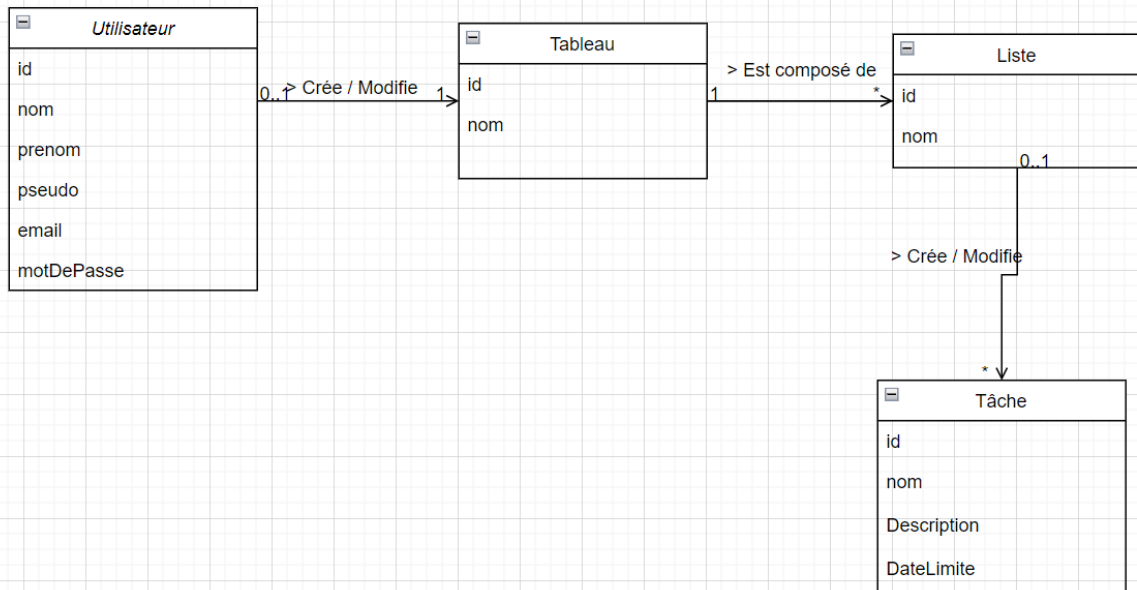 Utilisateur
id
nom
prenom
pseudo
email
motDePasse
0..1
> Crée / Modifie
1
Tableau
id
nom
1
> Est composé de
*
Liste
id
nom
0..1
> Crée / Modifie
*
Tâche
id
nom
Description
DateLimite